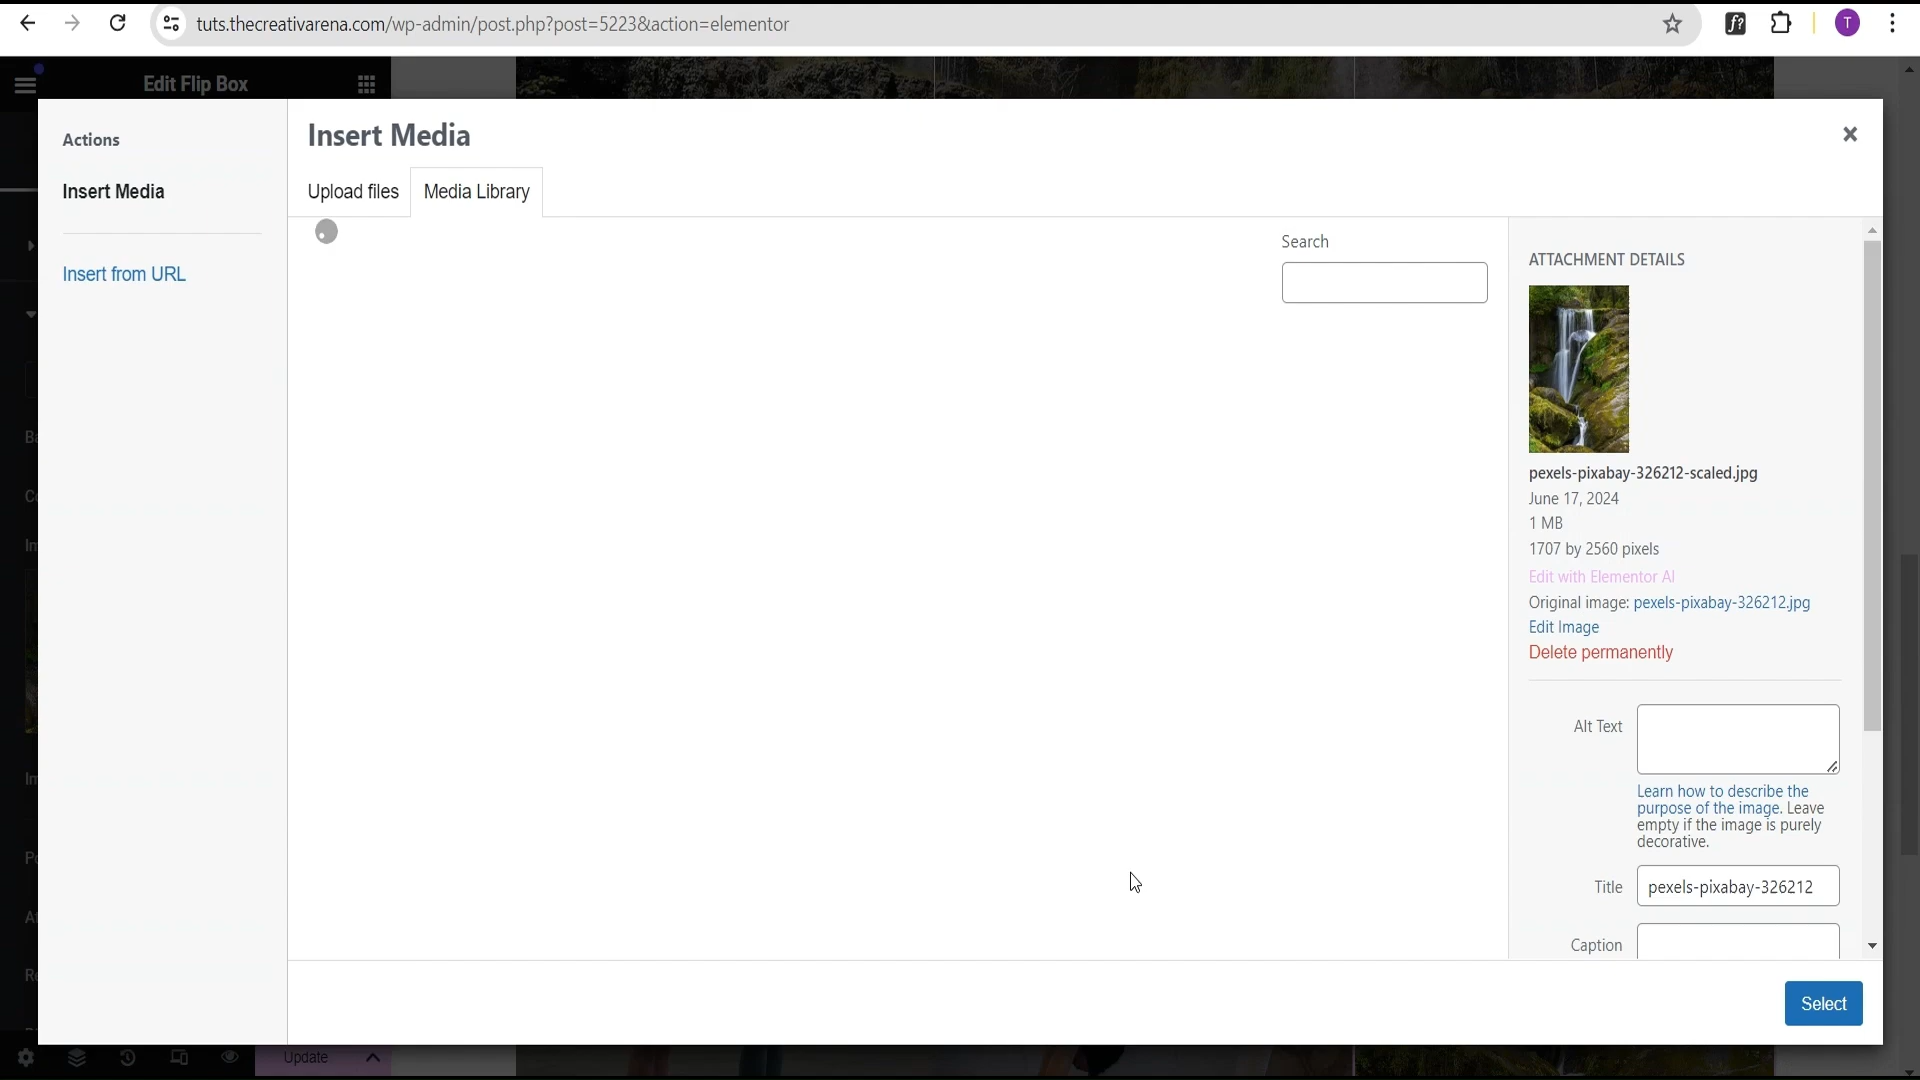 tuts.thecreativarena.com/wp-admin/post.php?post=5223&action=elementor
T
Edit Flip Box
Actions
Insert Media
Insert from URL
Insert Media
Upload files
Media Library
Search
ATTACHMENT DETAILS
pexels-pixabay-326212-scaled.jpg
June 17, 2024
1 MB
1707 by 2560 pixels
Edit with Elementor AI
Original image: pexels-pixabay-326212.jpg
Edit Image
Delete permanently
Alt Text
Learn how to describe the
purpose of the image. Leave
empty if the image is purely
decorative.
Title
pexels-pixabay-326212
Caption
Select
Update